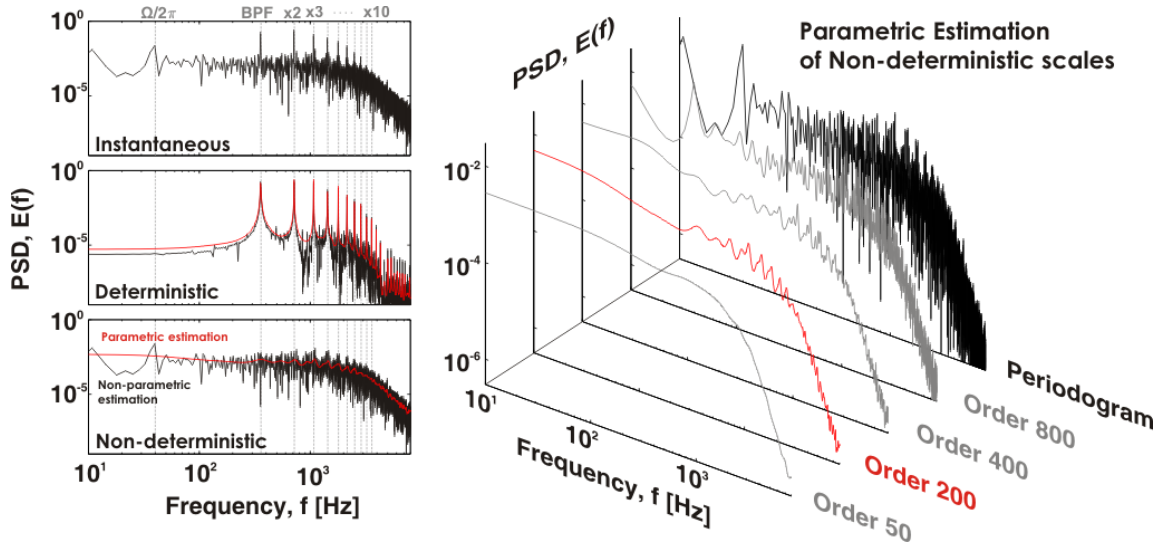 Ω/2π BPF x2 x3 ····· x10
10⁰
10⁻⁵
Instantaneous
10⁰
10⁻⁵
Deterministic
10⁰
Parametric estimation
10⁻⁵
Non-parametric
estimation
Non-deterministic
10¹ 10² 10³
PSD, E(f)
Frequency, f [Hz]
Parametric Estimation
of Non-deterministic scales
PSD, E(f)
10⁻²
10⁻⁴
10⁻⁶
10¹
10²
10³
Frequency, f [Hz]
Periodogram
Order 800
Order 400
Order 200
Order 50